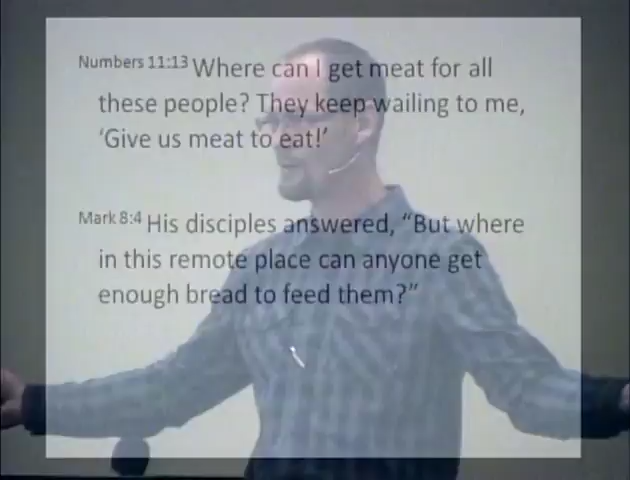 Numbers 11:13 Where can I get meat for all
these people? They keep wailing to me,
‘Give us meat to eat!’
Mark 8:4 His disciples answered, “But where
in this remote place can anyone get
enough bread to feed them?”